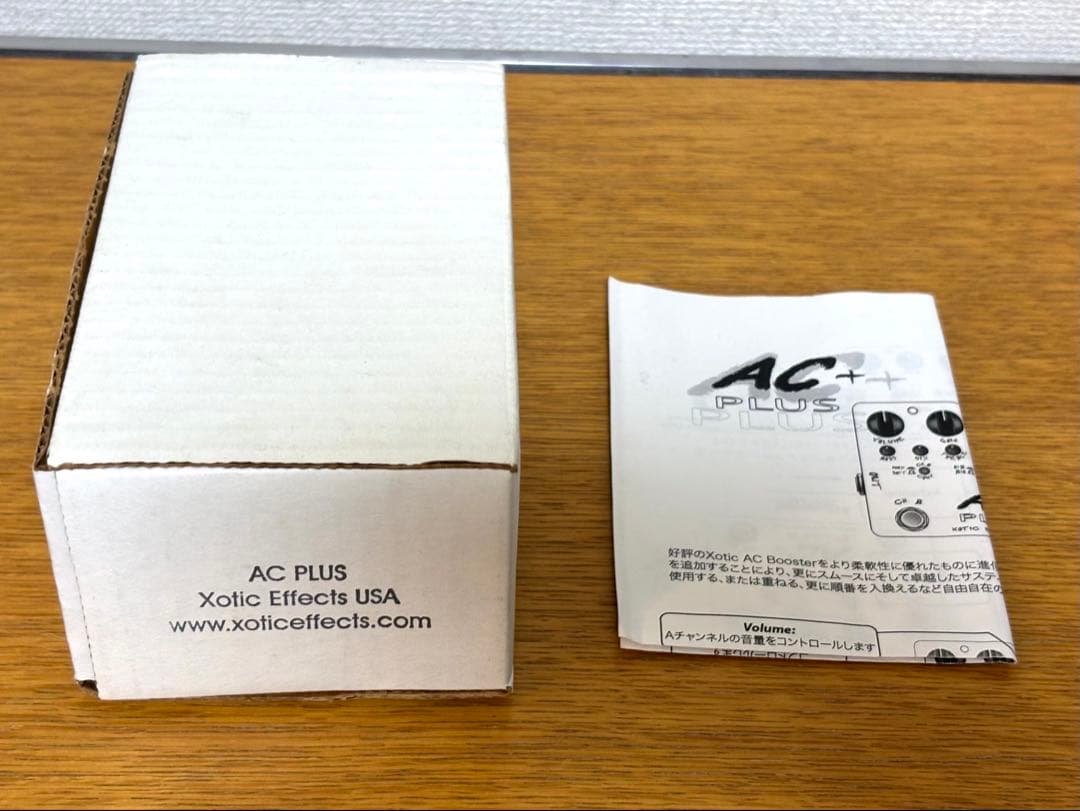 AC PLUS
Xotic Effects USA
www.xoticeffects.com
AC++
PLUS
OUT
好評のXotic AC Boosterをより柔軟性に優れたものに進化
を追加することにより、更にスムースにそして卓越したサステ
使用する、または重ねる、更に順番を入換えるなど自由自在の
Volume:
Aチャンネルの音量をコントロールします